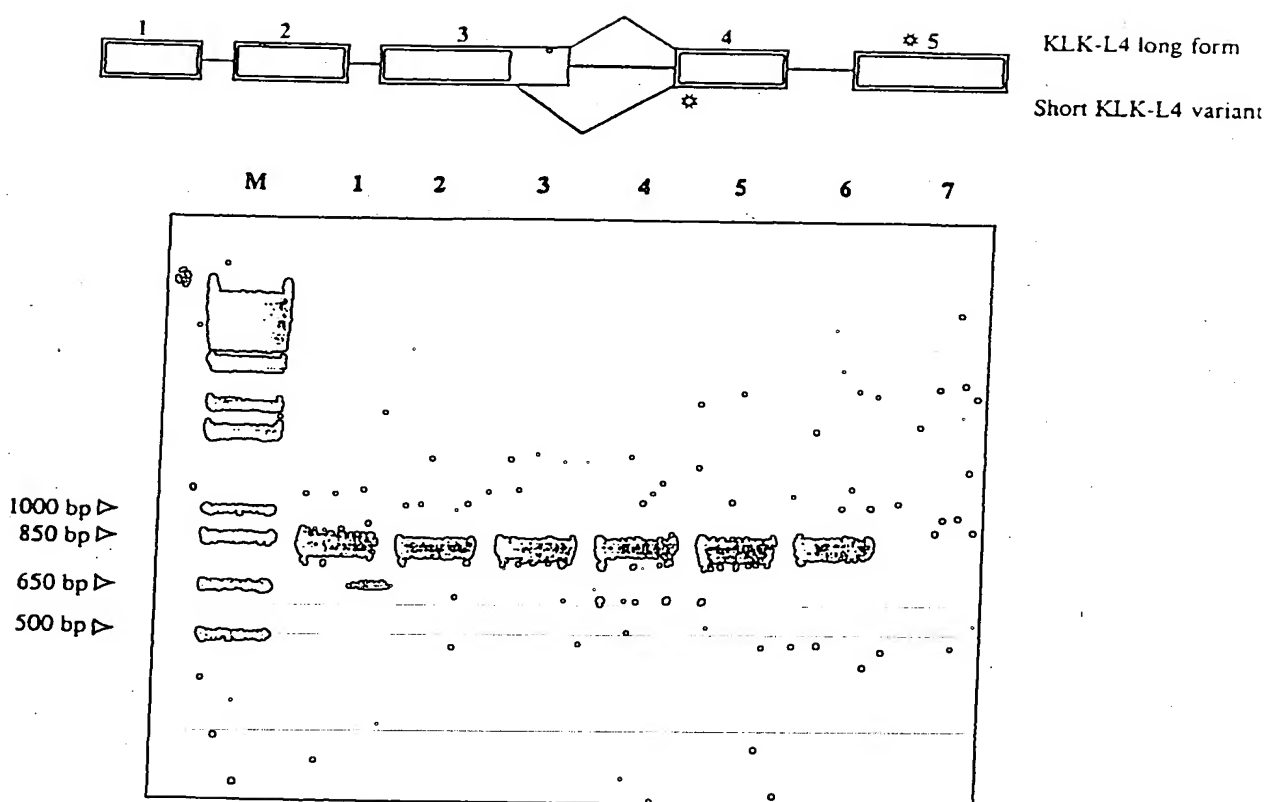 1 2 3 4 ☼ 5 KLK-L4 long form
☼ Short KLK-L4 variant
M 1 2 3 4 5 6 7
1000 bp ▷
850 bp ▷
650 bp ▷
500 bp ▷